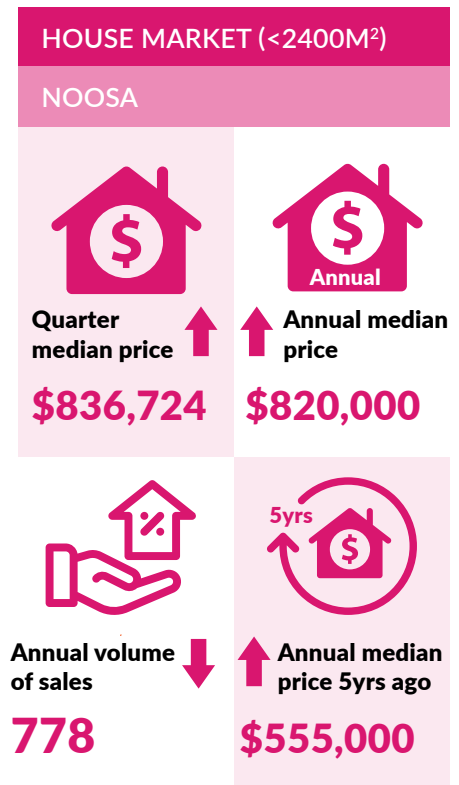 HOUSE MARKET (<2400M²)
NOOSA
$
Quarter
median price
$836,724
$
Annual
Annual median
price
$820,000
%
Annual volume
of sales
778
5yrs
$
Annual median
price 5yrs ago
$555,000